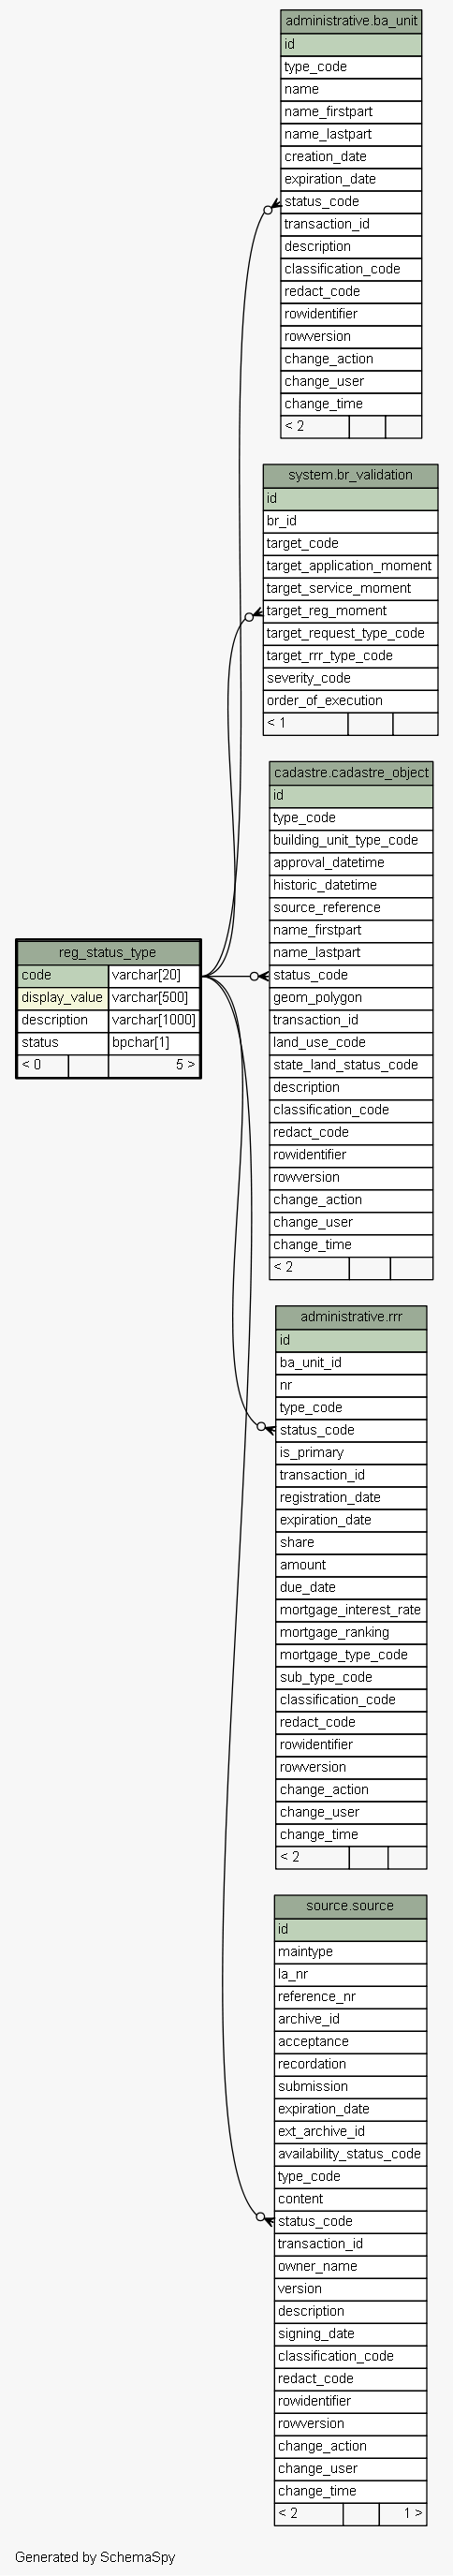 administrative.ba_unit
id
type_code
name
name_firstpart
name_lastpart
creation_date
expiration_date
status_code
transaction_id
description
classification_code
redact_code
rowidentifier
rowversion
change_action
change_user
change_time
< 2
system.br_validation
id
br_id
target_code
target_application_moment
target_service_moment
target_reg_moment
target_request_type_code
target_rrr_type_code
severity_code
order_of_execution
< 1
cadastre.cadastre_object
id
type_code
building_unit_type_code
approval_datetime
historic_datetime
source_reference
name_firstpart
name_lastpart
status_code
geom_polygon
transaction_id
land_use_code
state_land_status_code
description
classification_code
redact_code
rowidentifier
rowversion
change_action
change_user
change_time
< 2
reg_status_type
code varchar[20]
display_value varchar[500]
description varchar[1000]
status bpchar[1]
< 0 5 >
administrative.rrr
id
ba_unit_id
nr
type_code
status_code
is_primary
transaction_id
registration_date
expiration_date
share
amount
due_date
mortgage_interest_rate
mortgage_ranking
mortgage_type_code
sub_type_code
classification_code
redact_code
rowidentifier
rowversion
change_action
change_user
change_time
< 2
source.source
id
maintype
la_nr
reference_nr
archive_id
acceptance
recordation
submission
expiration_date
ext_archive_id
availability_status_code
type_code
content
status_code
transaction_id
owner_name
version
description
signing_date
classification_code
redact_code
rowidentifier
rowversion
change_action
change_user
change_time
< 2 1 >
Generated by SchemaSpy